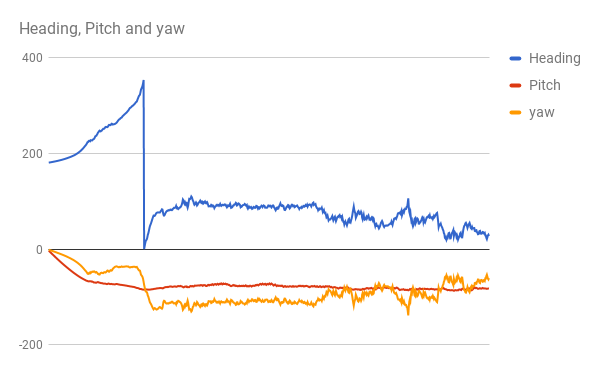 Heading, Pitch and yaw
400
200
0
-200
Heading
Pitch
yaw